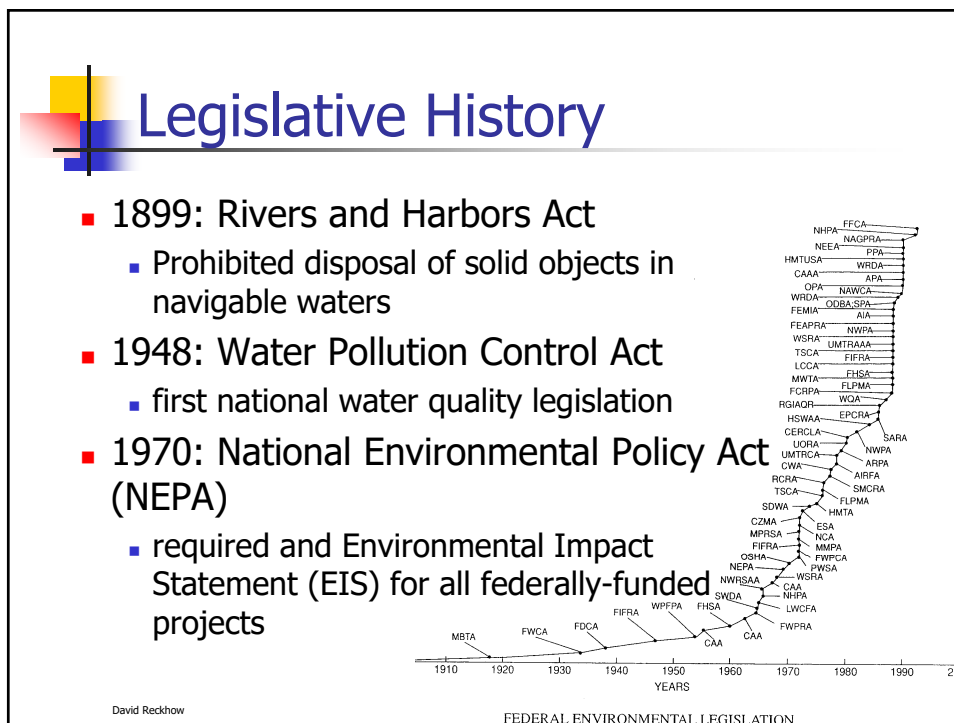 Legislative History
1899: Rivers and Harbors Act
Prohibited disposal of solid objects in
navigable waters
1948: Water Pollution Control Act
first national water quality legislation
1970: National Environmental Policy Act
(NEPA)
required and Environmental Impact
Statement (EIS) for all federally-funded
projects
FFCA
NHPA
NAGPRA
NEEA
PPA
HMTUSA
WRDA
CAAA
APA
OPA
NAWCA
WRDA
ODBA;SPA
FEMIA
AIA
FEAPRA
NWPA
WSRA
UMTRAAA
TSCA
FIFRA
LCCA
FHSA
MWTA
FLPMA
FCRPA
WQA
RGIAQR
EPCRA
HSWAA
SARA
CERCLA
NWPA
UORA
ARPA
UMTRCA
AIRFA
CWA
SMCRA
RCRA
FLPMA
TSCA
HMTA
SDWA
ESA
CZMA
NCA
MPRSA
MMPA
FIFRA
FWPCA
OSHA
PWSA
NEPA
WSRA
NWRSAA
CAA
SWDA
NHPA
LWCFA
FWPRA
FHSA
CAA
WPFPA
CAA
FIFRA
FDCA
FWCA
MBTA
1910 1920 1930 1940 1950 1960 1970 1980 1990 2
YEARS
David Reckhow
FEDERAL ENVIRONMENTAL LEGISLATION